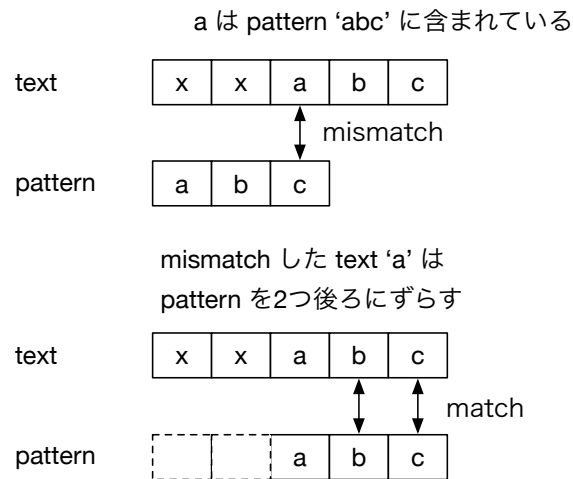 a は pattern ‘abc’ に含まれている
text x x a b c
mismatch
pattern a b c
mismatch した text ‘a’ は
pattern を2つ後ろにずらす
text x x a b c
match
pattern a b c